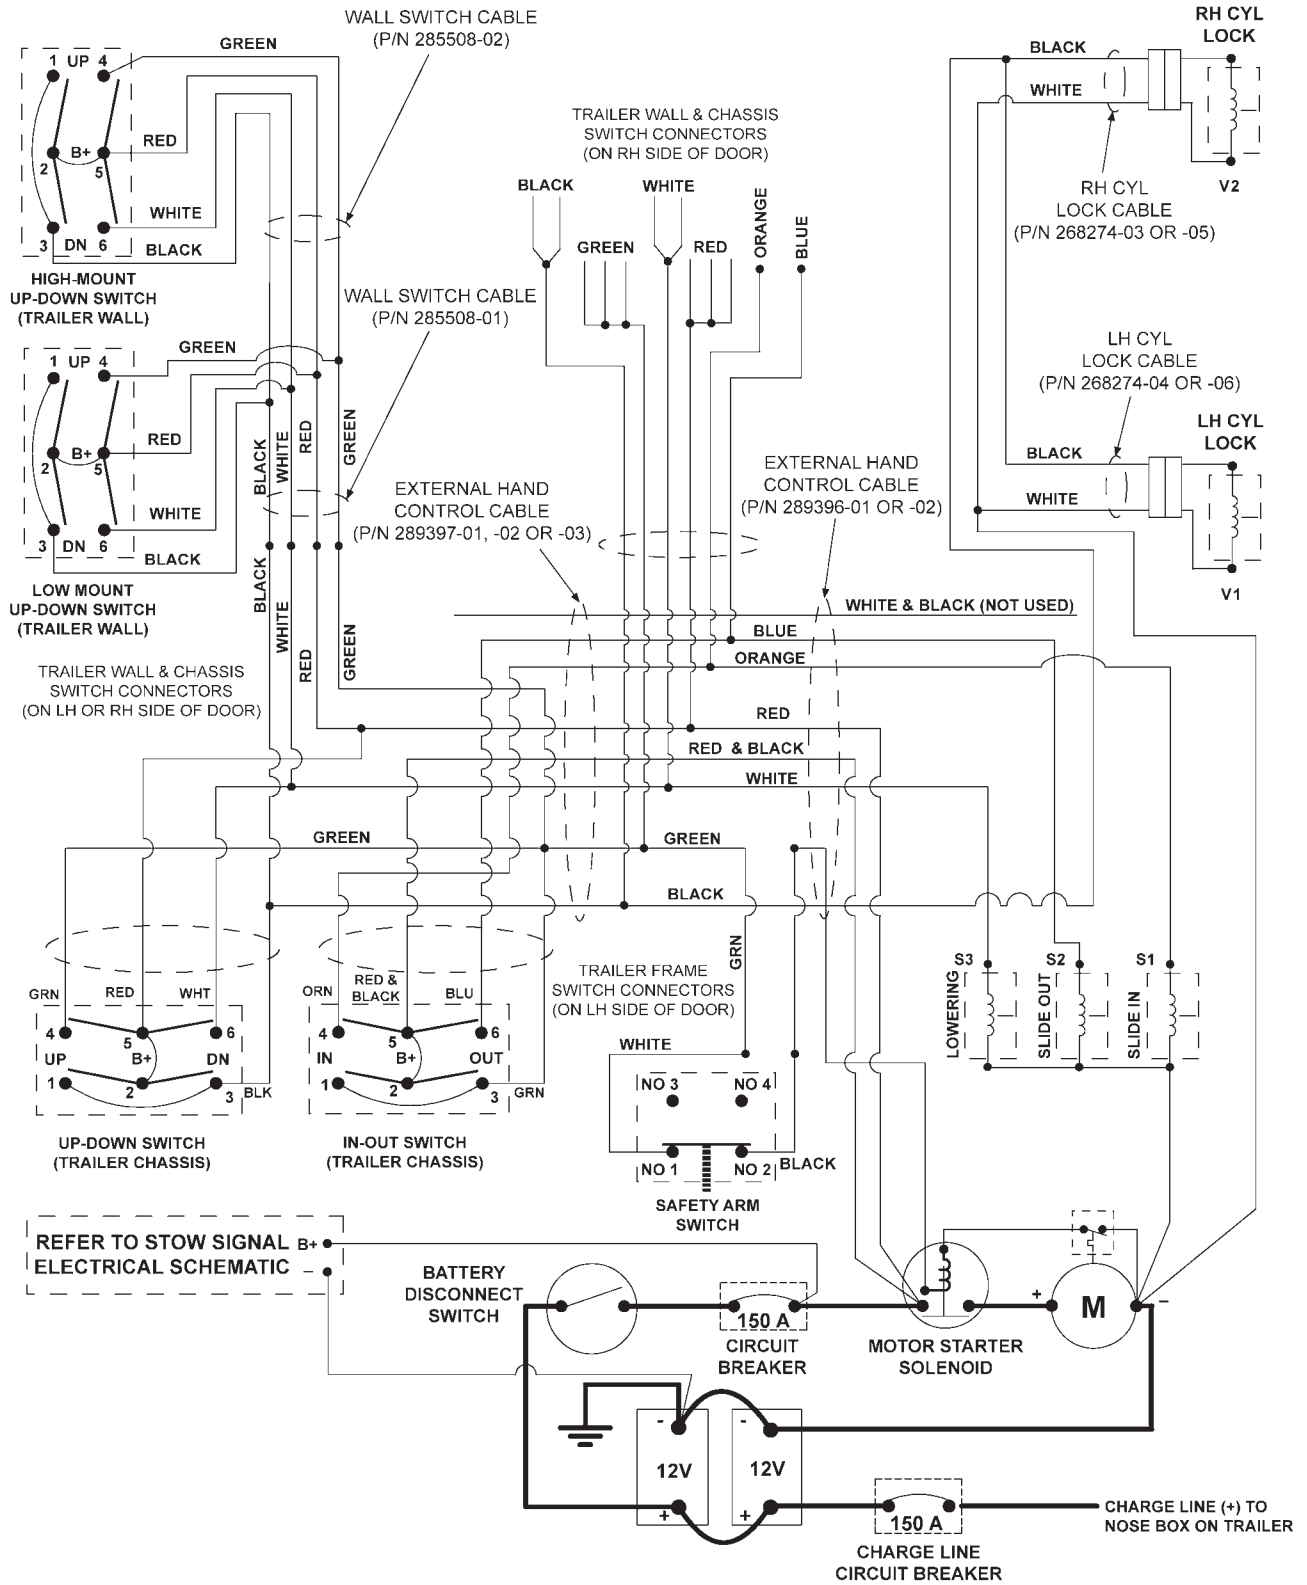 WALL SWITCH CABLE
(P/N 285508-02)
GREEN
1 UP 4
RED
2 B+ 5
WHITE
3 DN 6
BLACK
HIGH-MOUNT
UP-DOWN SWITCH
(TRAILER WALL)
WALL SWITCH CABLE
(P/N 285508-01)
GREEN
1 UP 4
RED
2 B+ 5
WHITE
3 DN 6
BLACK
LOW MOUNT
UP-DOWN SWITCH
(TRAILER WALL)
BLACK
WHITE
RED
GREEN
BLACK
WHITE
RED
GREEN
TRAILER WALL & CHASSIS
SWITCH CONNECTORS
(ON LH OR RH SIDE OF DOOR)
TRAILER WALL & CHASSIS
SWITCH CONNECTORS
(ON RH SIDE OF DOOR)
BLACK
WHITE
GREEN
RED
ORANGE
BLUE
RH CYL
LOCK
BLACK
WHITE
V2
RH CYL
LOCK CABLE
(P/N 268274-03 OR -05)
LH CYL
LOCK CABLE
(P/N 268274-04 OR -06)
LH CYL
LOCK
BLACK
WHITE
V1
EXTERNAL HAND
CONTROL CABLE
(P/N 289397-01, -02 OR -03)
EXTERNAL HAND
CONTROL CABLE
(P/N 289396-01 OR -02)
WHITE & BLACK (NOT USED)
BLUE
ORANGE
RED
RED & BLACK
WHITE
GREEN
GREEN
BLACK
GRN
GRN
RED
WHT
4 5 6
UP B+ DN
1 2 3
BLK
UP-DOWN SWITCH
(TRAILER CHASSIS)
ORN
RED &
BLACK
BLU
4 5 6
IN B+ OUT
1 2 3
GRN
IN-OUT SWITCH
(TRAILER CHASSIS)
TRAILER FRAME
SWITCH CONNECTORS
(ON LH SIDE OF DOOR)
WHITE
NO 3 NO 4
NO 1 NO 2
BLACK
SAFETY ARM
SWITCH
S3
LOWERING
S2
SLIDE OUT
S1
SLIDE IN
REFER TO STOW SIGNAL B+
ELECTRICAL SCHEMATIC −
BATTERY
DISCONNECT
SWITCH
150 A
CIRCUIT
BREAKER
MOTOR STARTER
SOLENOID
+ M −
- -
12V 12V
+ +
150 A
CHARGE LINE
CIRCUIT BREAKER
CHARGE LINE (+) TO
NOSE BOX ON TRAILER